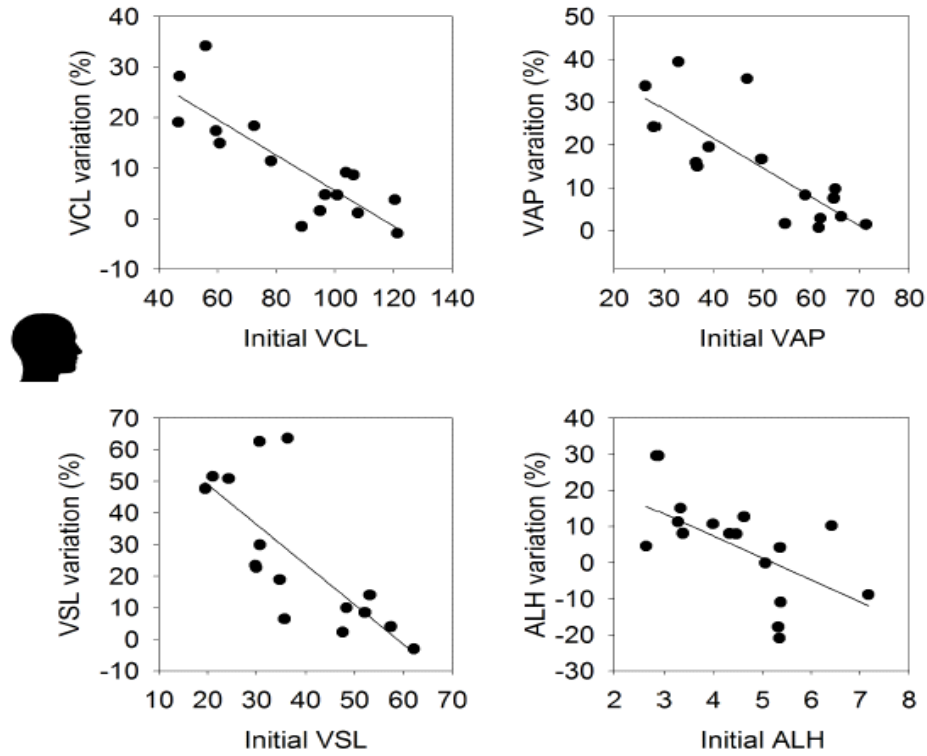 40
30
20
10
0
-10
VCL variation (%)
40 60 80 100 120 140
Initial VCL
50
40
30
20
10
0
VAP varaition (%)
20 30 40 50 60 70 80
Initial VAP
70
60
50
40
30
20
10
0
-10
VSL variation (%)
10 20 30 40 50 60 70
Initial VSL
40
30
20
10
0
-10
-20
-30
ALH variation (%)
2 3 4 5 6 7 8
Initial ALH